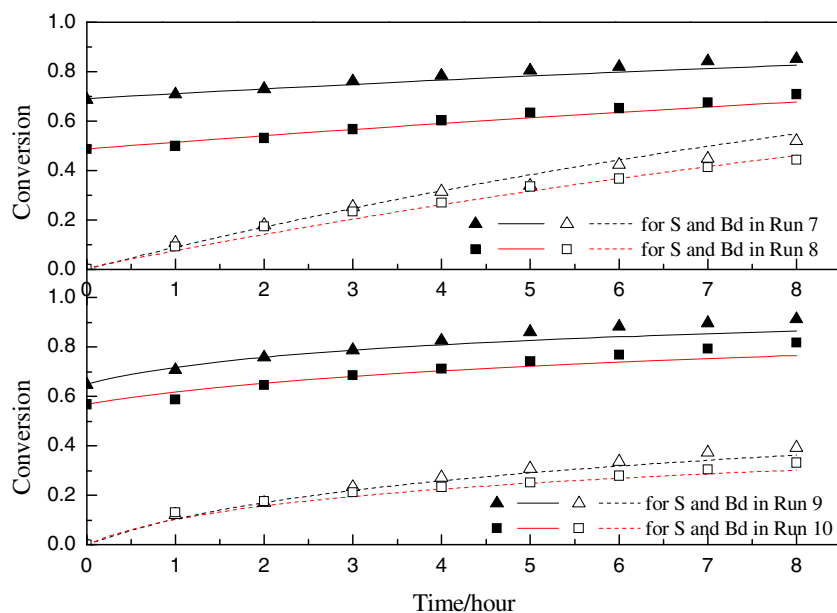 1.0
0.8
0.6
0.4
0.2
0.0
Conversion
for S and Bd in Run 7
for S and Bd in Run 8
0 1 2 3 4 5 6 7 8
1.0
0.8
0.6
0.4
0.2
0.0
Conversion
for S and Bd in Run 9
for S and Bd in Run 10
0 1 2 3 4 5 6 7 8
Time/hour